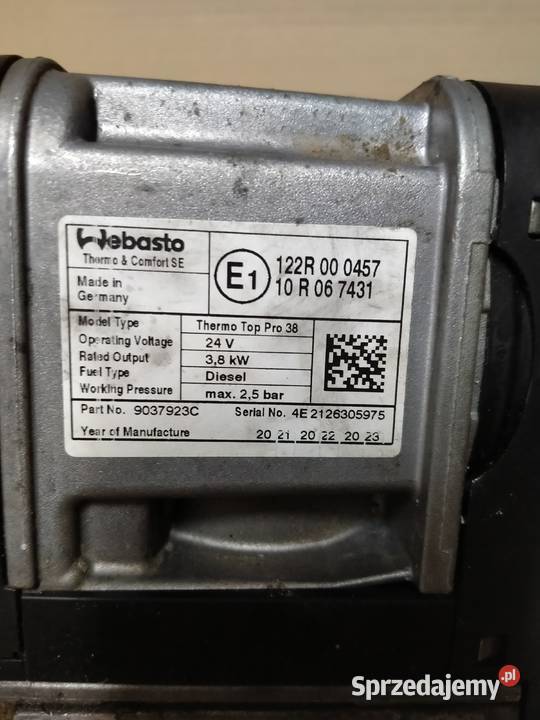 Webasto
Thermo & Comfort SE
Made in
Germany
E1
122R 00 0457
10 R 06 7431
Model Type Thermo Top Pro 38
Operating Voltage 24 V
Rated Output 3,8 kW
Fuel Type Diesel
Working Pressure max. 2,5 bar
Part No. 9037923C Serial No. 4E 2126305975
Year of Manufacture 20 21 20 22 20 23
Sprzedajemy.pl